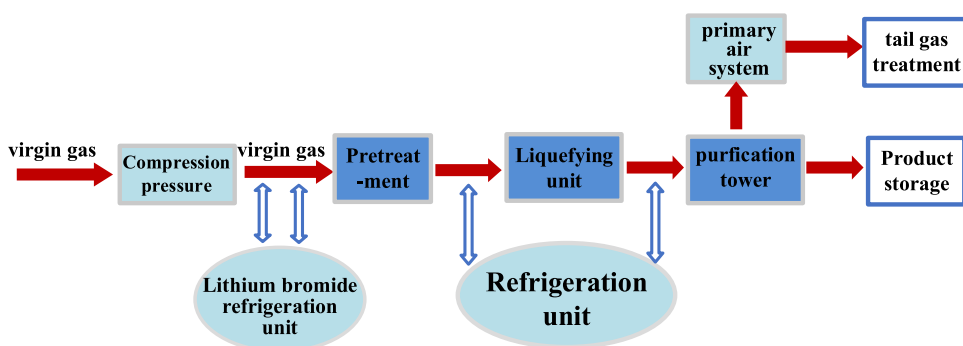 primary
air
system
tail gas
treatment
virgin gas
Compression
pressure
virgin gas
Pretreat
-ment
Liquefying
unit
purfication
tower
Product
storage
Lithium bromide
refrigeration
unit
Refrigeration
unit